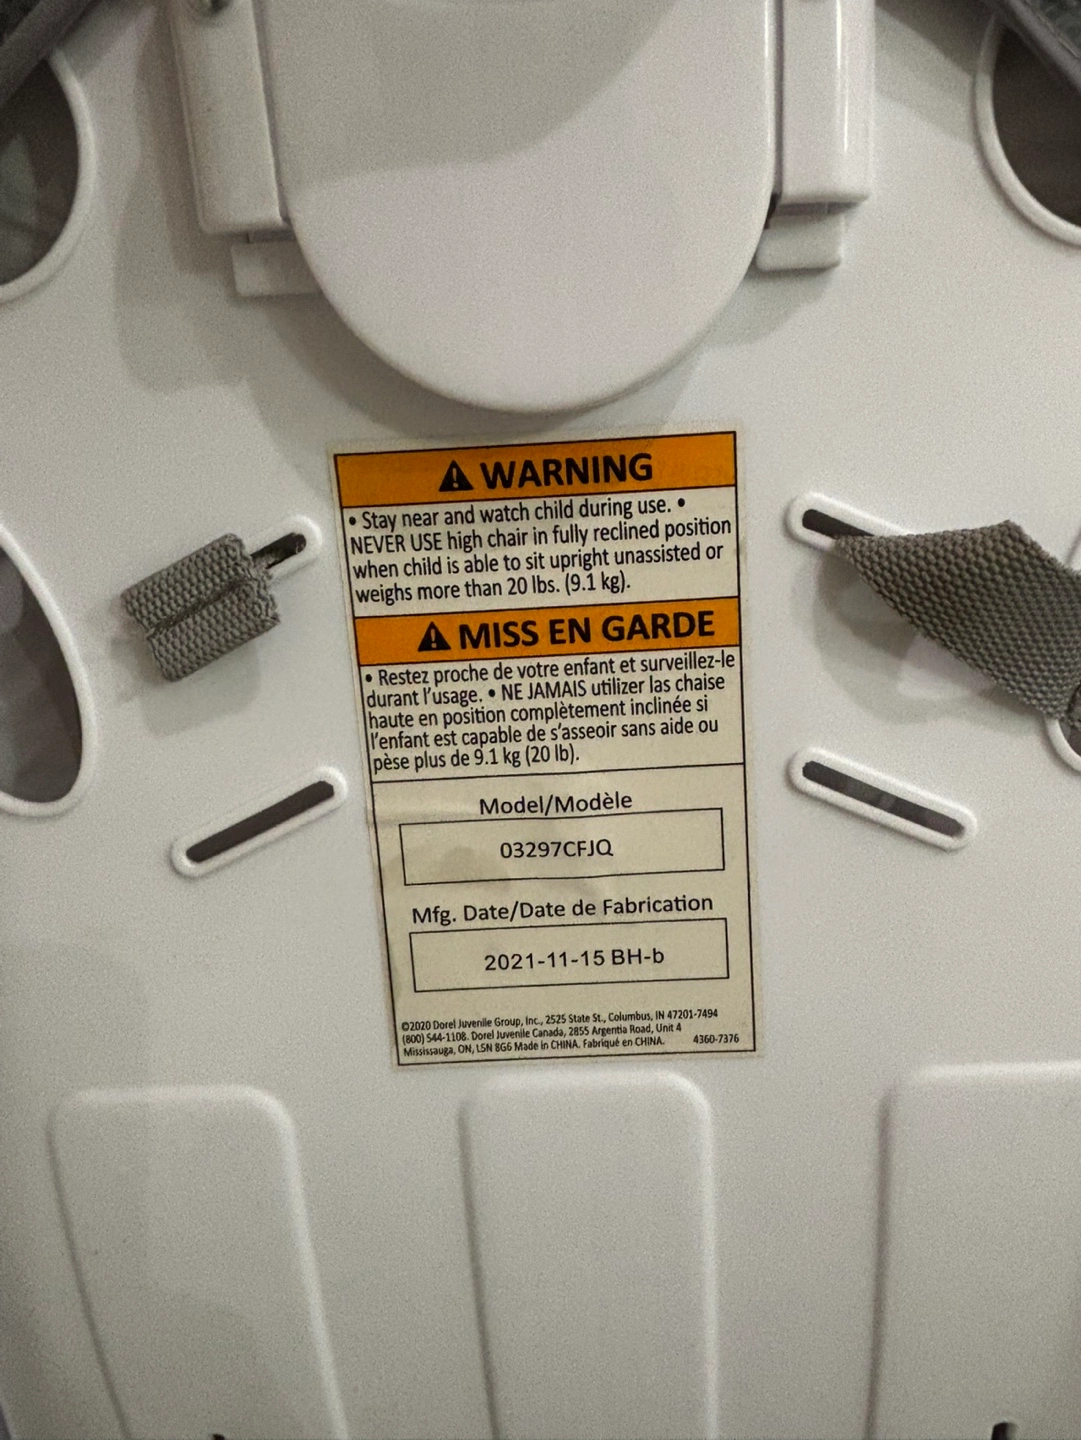 WARNING
• Stay near and watch child during use. •
NEVER USE high chair in fully reclined position
when child is able to sit upright unassisted or
weighs more than 20 lbs. (9.1 kg).
MISS EN GARDE
• Restez proche de votre enfant et surveillez-le
durant l'usage. • NE JAMAIS utilizer las chaise
haute en position complètement inclinée si
l'enfant est capable de s'asseoir sans aide ou
pèse plus de 9.1 kg (20 lb).
Model/Modèle
03297CFJQ
Mfg. Date/Date de Fabrication
2021-11-15 BH-b
©2020 Dorel Juvenile Group, Inc., 2525 State St., Columbus, IN 47201-7494
(800) 544-1108. Dorel Juvenile Canada, 2855 Argentia Road, Unit 4
Mississauga, ON, L5N 8G6 Made in CHINA. Fabriqué en CHINA. 4360-7376